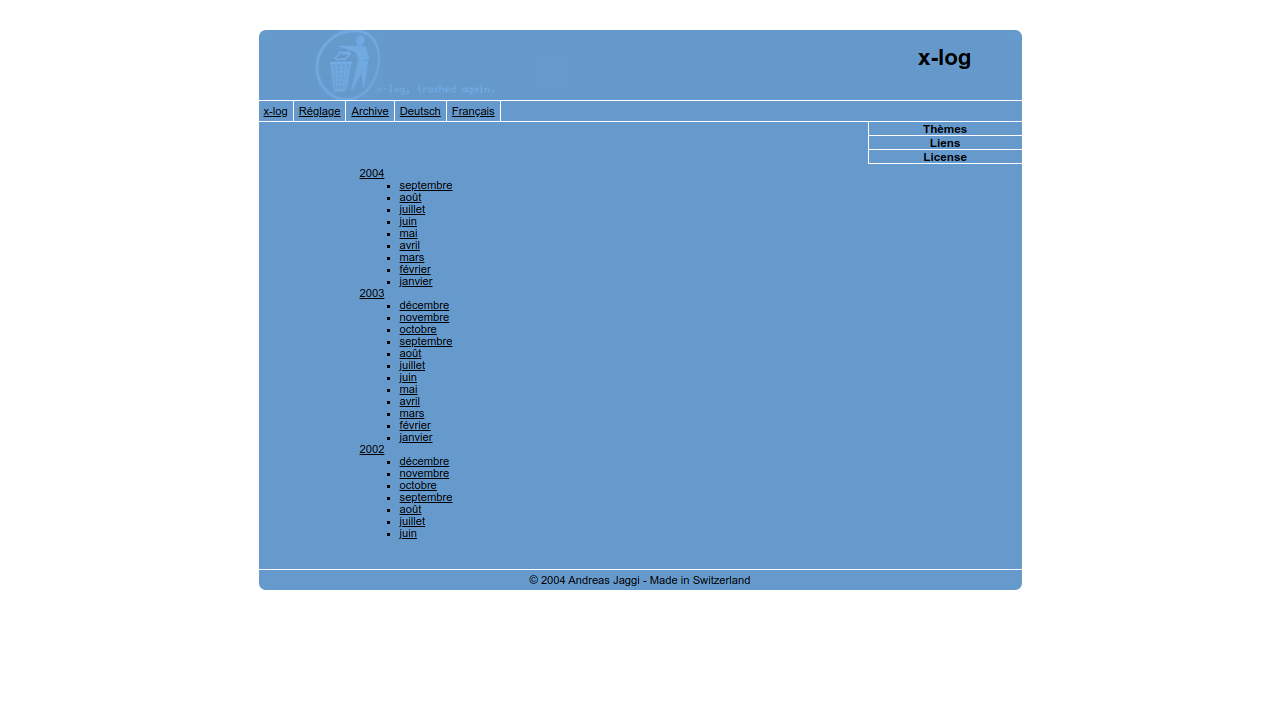 x-log
x-log, trashed again.
x-log Réglage Archive Deutsch Français
Thèmes
Liens
License
2004
septembre
août
juillet
juin
mai
avril
mars
février
janvier
2003
décembre
novembre
octobre
septembre
août
juillet
juin
mai
avril
mars
février
janvier
2002
décembre
novembre
octobre
septembre
août
juillet
juin
© 2004 Andreas Jaggi - Made in Switzerland